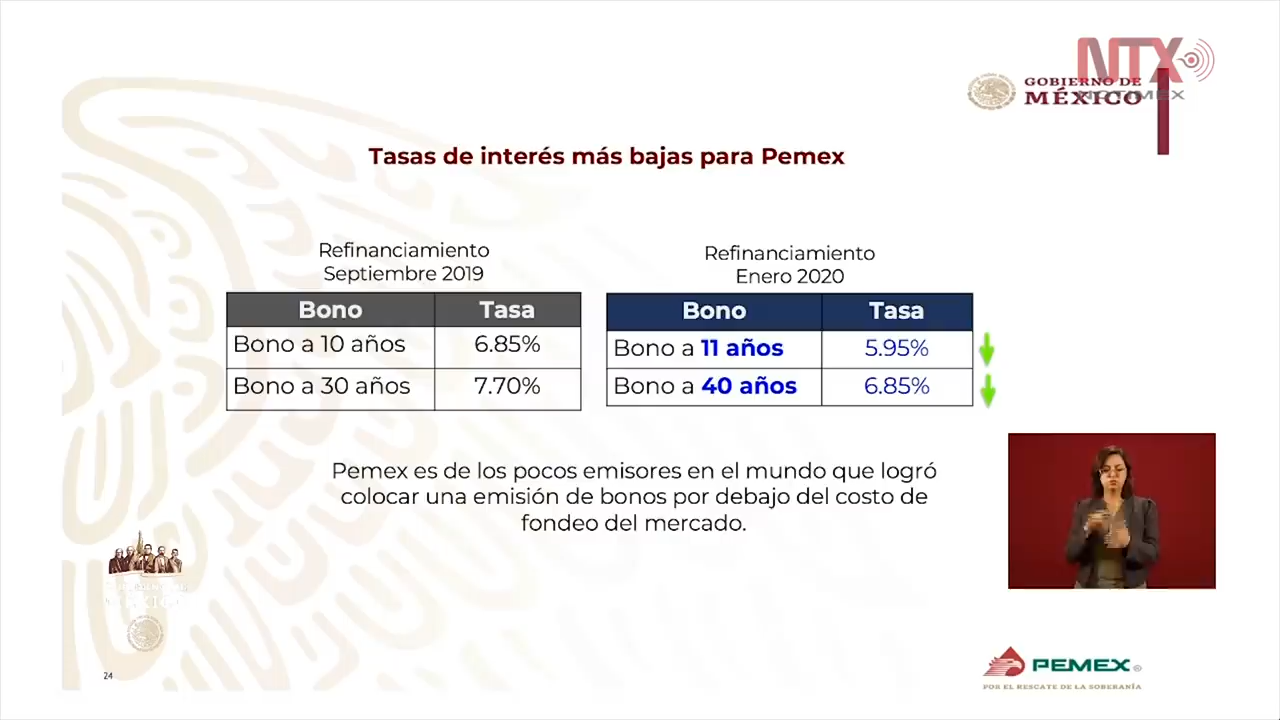 NTX
NOTIMEX
GOBIERNO DE
MÉXICO
Tasas de interés más bajas para Pemex
Refinanciamiento
Septiembre 2019
Bono Tasa
Bono a 10 años 6.85%
Bono a 30 años 7.70%
Refinanciamiento
Enero 2020
Bono Tasa
Bono a 11 años 5.95%
Bono a 40 años 6.85%
Pemex es de los pocos emisores en el mundo que logró
colocar una emisión de bonos por debajo del costo de
fondeo del mercado.
24
PEMEX®
POR EL RESCATE DE LA SOBERANÍA